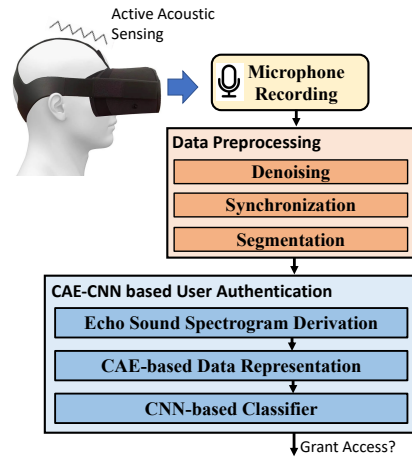 Active Acoustic
Sensing
Microphone
Recording
Data Preprocessing
Denoising
Synchronization
Segmentation
CAE-CNN based User Authentication
Echo Sound Spectrogram Derivation
CAE-based Data Representation
CNN-based Classifier
Grant Access?